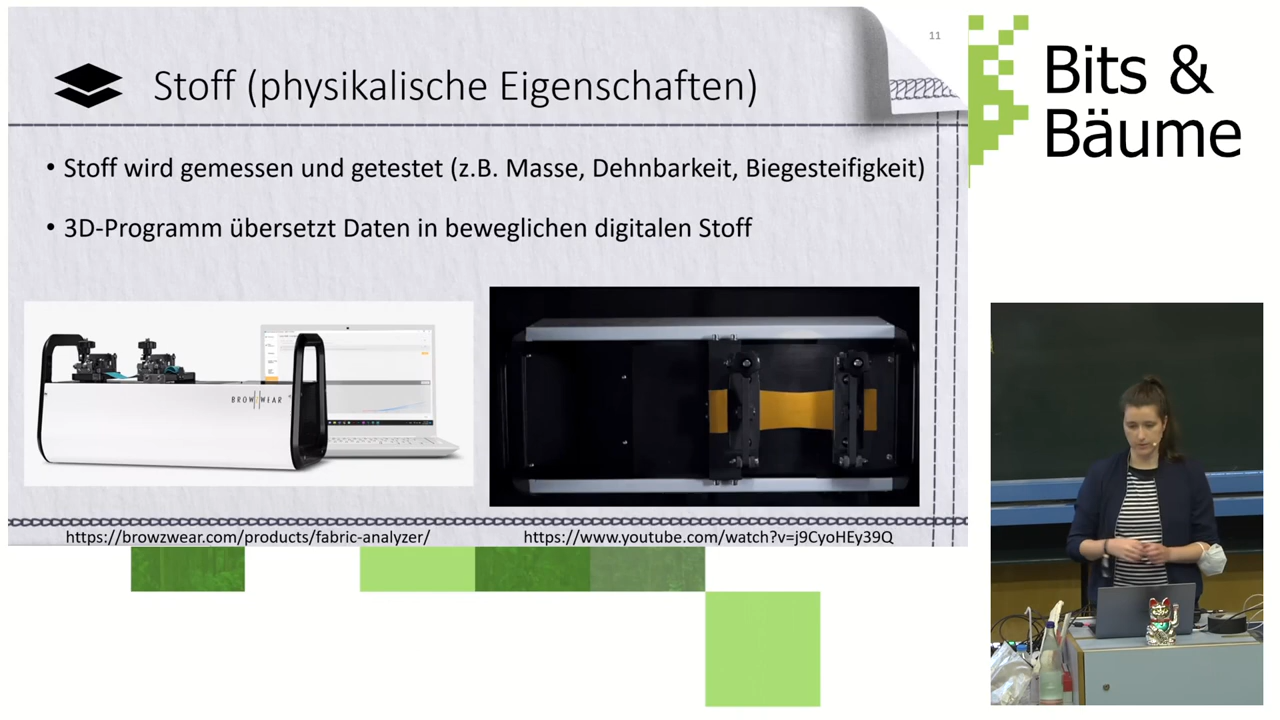 11
Stoff (physikalische Eigenschaften)
• Stoff wird gemessen und getestet (z.B. Masse, Dehnbarkeit, Biegesteifigkeit)
• 3D-Programm übersetzt Daten in beweglichen digitalen Stoff
BROWZWEAR
https://browzwear.com/products/fabric-analyzer/
https://www.youtube.com/watch?v=j9CyoHEy39Q
Bits &
Bäume